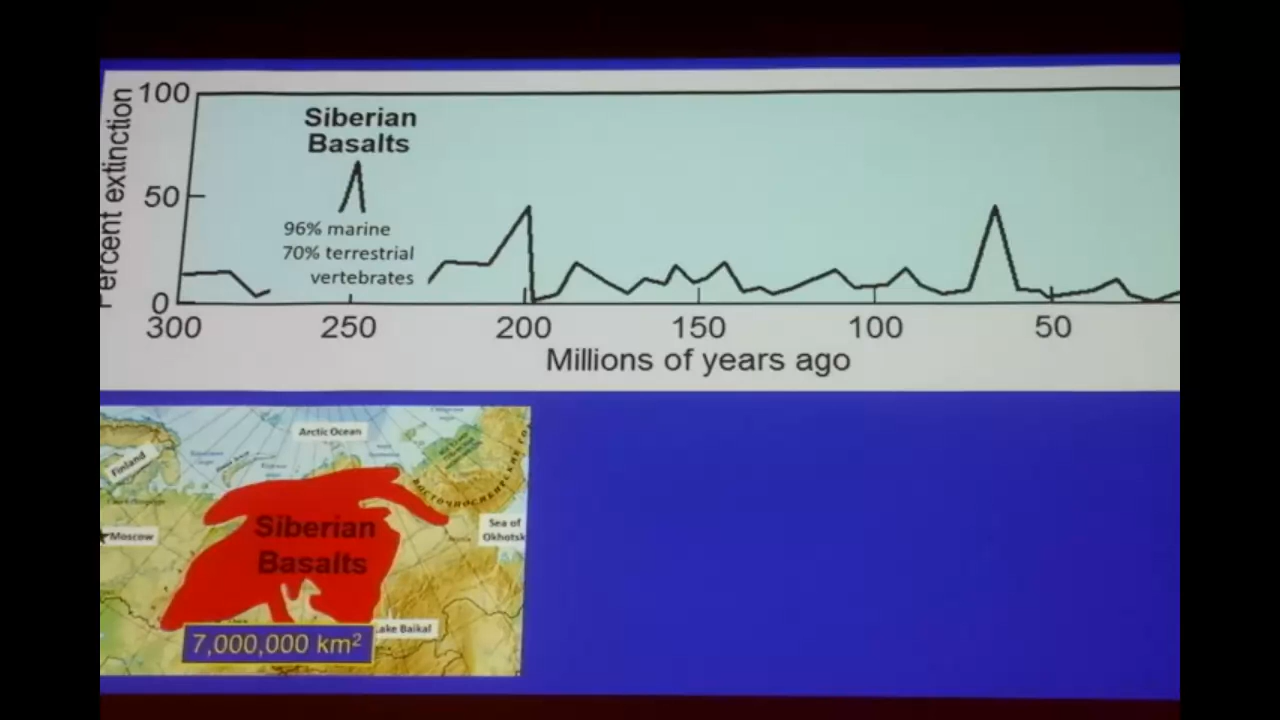 Percent extinction
100
50
0
Siberian
Basalts
96% marine
70% terrestrial
vertebrates
300 250 200 150 100 50
Millions of years ago
Arctic Ocean
Finland
Moscow
Sea of
Okhotsk
Siberian
Basalts
Lake Baikal
7,000,000 km²